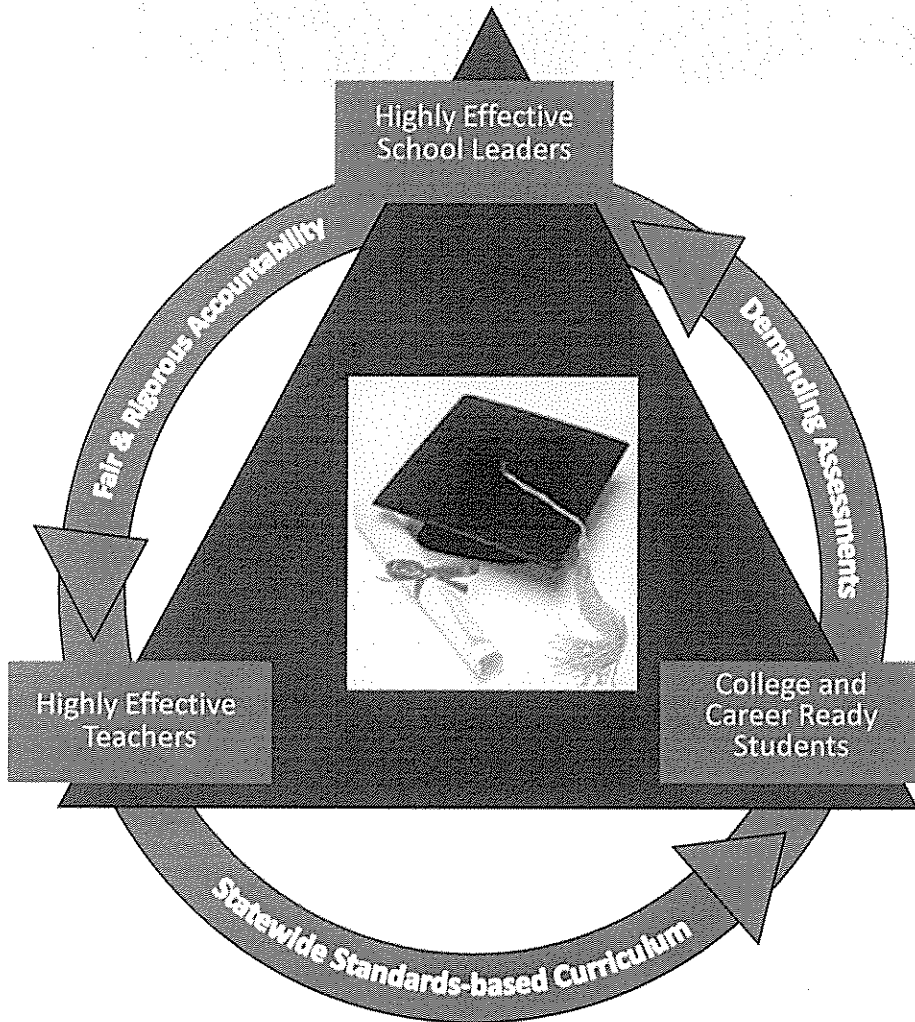 Highly Effective
School Leaders
Fair & Rigorous Accountability
Demanding Assessments
Highly Effective
Teachers
College and
Career Ready
Students
Statewide Standards-based Curriculum